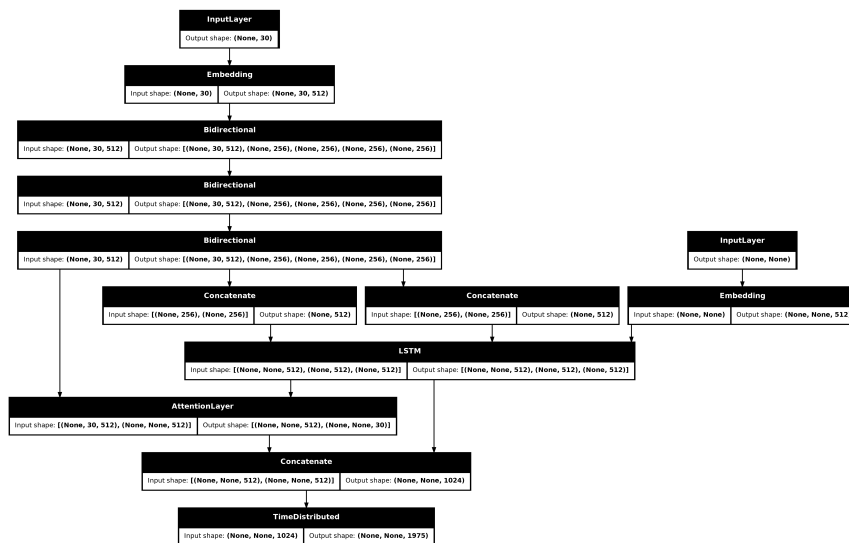 InputLayer
Output shape: (None, 30)
Embedding
Input shape: (None, 30) Output shape: (None, 30, 512)
Bidirectional
Input shape: (None, 30, 512) Output shape: [(None, 30, 512), (None, 256), (None, 256), (None, 256), (None, 256)]
Bidirectional
Input shape: (None, 30, 512) Output shape: [(None, 30, 512), (None, 256), (None, 256), (None, 256), (None, 256)]
Bidirectional
Input shape: (None, 30, 512) Output shape: [(None, 30, 512), (None, 256), (None, 256), (None, 256), (None, 256)]
InputLayer
Output shape: (None, None)
Concatenate
Input shape: [(None, 256), (None, 256)] Output shape: (None, 512)
Concatenate
Input shape: [(None, 256), (None, 256)] Output shape: (None, 512)
Embedding
Input shape: (None, None) Output shape: (None, None, 512
LSTM
Input shape: [(None, None, 512), (None, 512), (None, 512)] Output shape: [(None, None, 512), (None, 512), (None, 512)]
AttentionLayer
Input shape: [(None, 30, 512), (None, None, 512)] Output shape: [(None, None, 512), (None, None, 30)]
Concatenate
Input shape: [(None, None, 512), (None, None, 512)] Output shape: (None, None, 1024)
TimeDistributed
Input shape: (None, None, 1024) Output shape: (None, None, 1975)